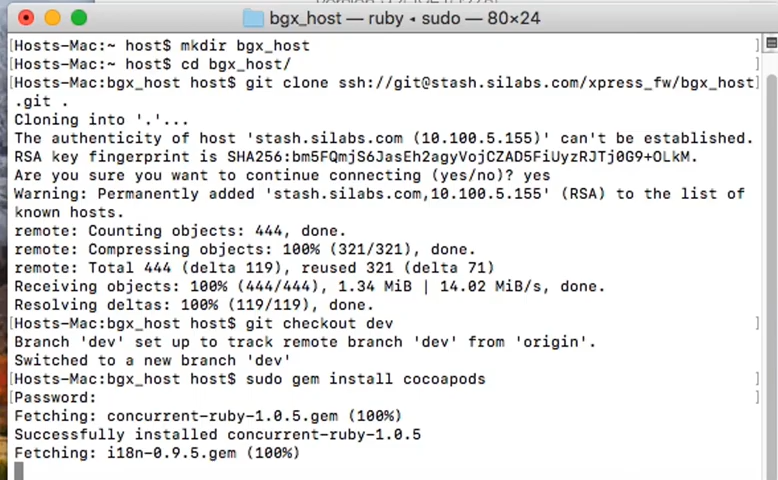 bgx_host — ruby ◂ sudo — 80×24
[Hosts-Mac:~ host$ mkdir bgx_host ]
[Hosts-Mac:~ host$ cd bgx_host/ ]
[Hosts-Mac:bgx_host host$ git clone ssh://git@stash.silabs.com/xpress_fw/bgx_host]
.git .
Cloning into '.'...
The authenticity of host 'stash.silabs.com (10.100.5.155)' can't be established.
RSA key fingerprint is SHA256:bm5FQmjS6JasEh2agyVojCZAD5FiUyzRJTj0G9+OLkM.
Are you sure you want to continue connecting (yes/no)? yes
Warning: Permanently added 'stash.silabs.com,10.100.5.155' (RSA) to the list of
known hosts.
remote: Counting objects: 444, done.
remote: Compressing objects: 100% (321/321), done.
remote: Total 444 (delta 119), reused 321 (delta 71)
Receiving objects: 100% (444/444), 1.34 MiB | 14.02 MiB/s, done.
Resolving deltas: 100% (119/119), done.
[Hosts-Mac:bgx_host host$ git checkout dev ]
Branch 'dev' set up to track remote branch 'dev' from 'origin'.
Switched to a new branch 'dev'
[Hosts-Mac:bgx_host host$ sudo gem install cocoapods ]
[Password: ]
Fetching: concurrent-ruby-1.0.5.gem (100%)
Successfully installed concurrent-ruby-1.0.5
Fetching: i18n-0.9.5.gem (100%)